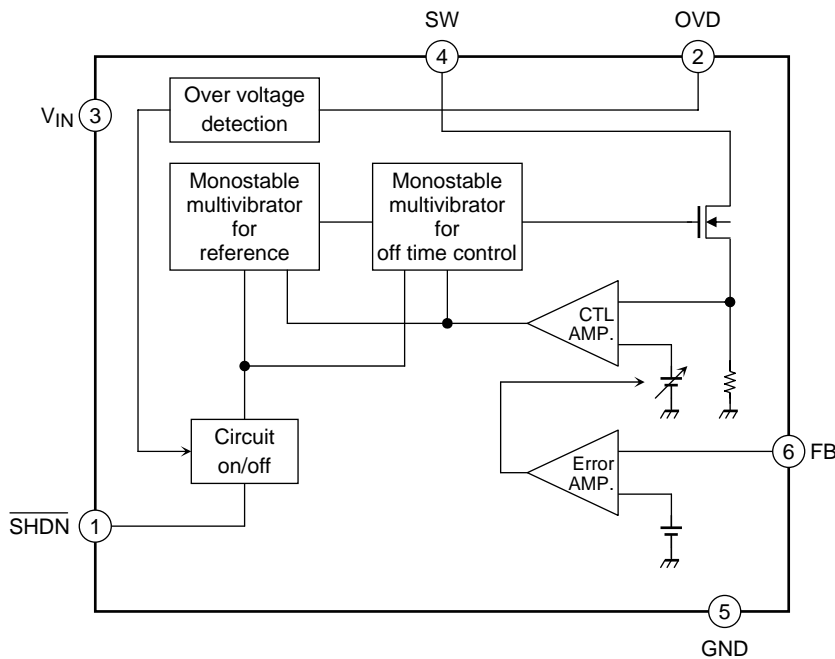 SW
OVD
4
2
Over voltage
detection
VIN
3
Monostable
multivibrator
for
reference
Monostable
multivibrator
for
off time control
CTL
AMP.
Circuit
on/off
Error
AMP.
6
FB
SHDN
1
5
GND